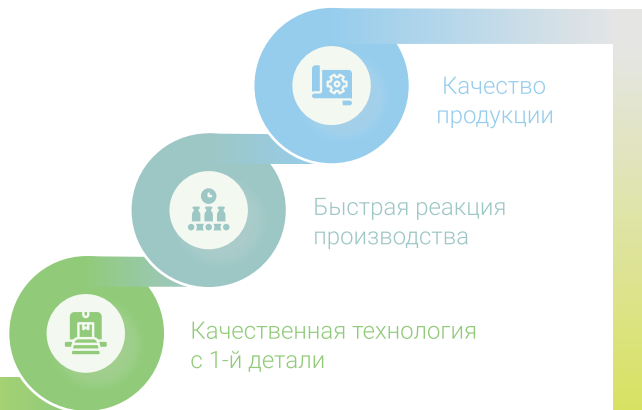 Качество
продукции
Быстрая реакция
производства
Качественная технология
с 1-й детали